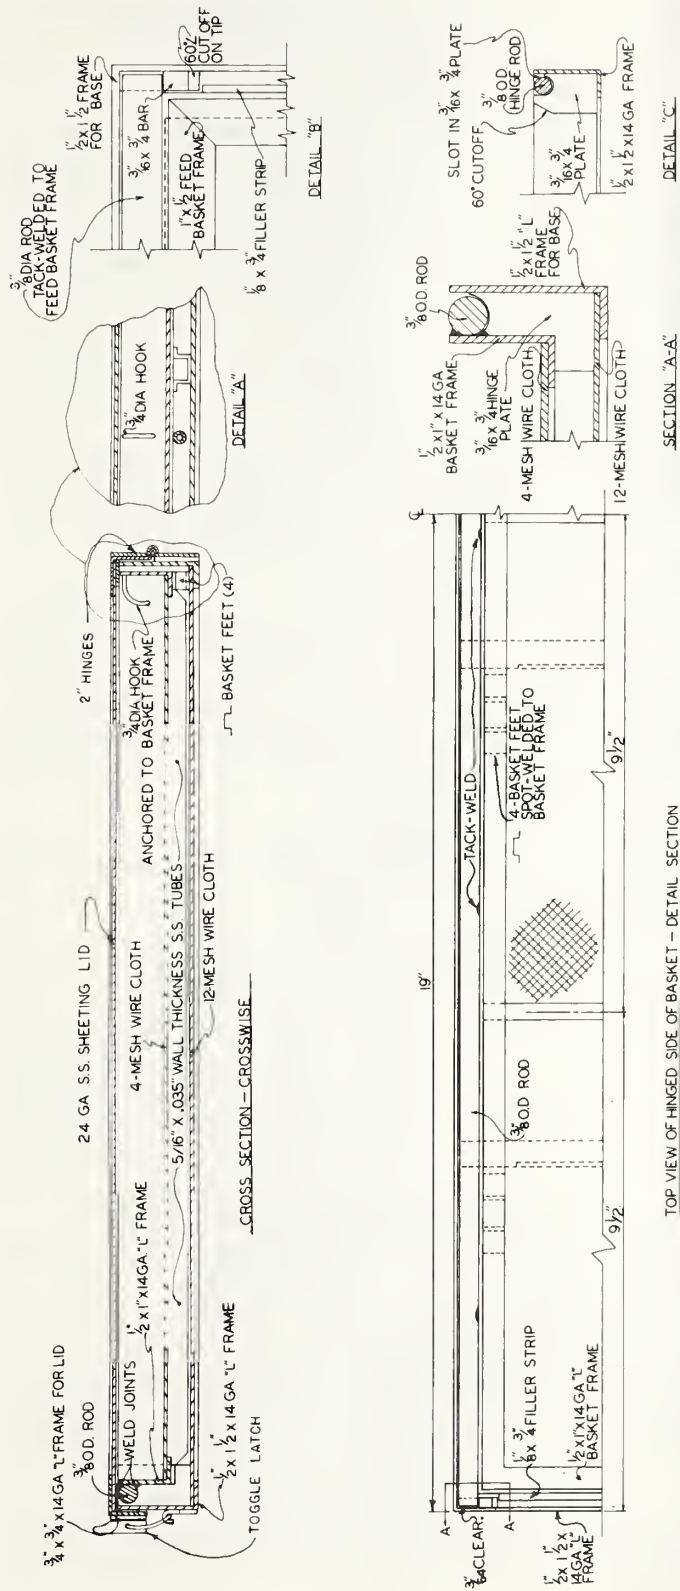 3/4" x 3/4" x 14 GA "L" FRAME FOR LID
3/8" O.D. ROD
WELD JOINTS
1/2" x 1" x 14 GA. "L" FRAME
24 GA S.S. SHEETING LID
4-MESH WIRE CLOTH
3/4" DIA HOOK
ANCHORED TO BASKET FRAME
2" HINGES
5/16" X .035" WALL THICKNESS S.S. TUBES
12-MESH WIRE CLOTH
BASKET FEET (4)
1/2" x 1 1/2" x 14 GA "L" FRAME
TOGGLE LATCH
CROSS SECTION - CROSSWISE
3/4" DIA HOOK
DETAIL "A"
3/8" DIA ROD
TACK-WELDED TO
FEED BASKET FRAME
1/2" x 1 1/2" FRAME
FOR BASE
3/16" x 3/4" BAR
60°
CUT OFF
ON TIP
1" x 1/2" FEED
BASKET FRAME
1/8" x 3/4" FILLER STRIP
DETAIL "B"
19"
TACK-WELD
4-BASKET FEET
SPOT-WELDED TO
BASKET FRAME
3/8" O.D ROD
9 1/2"
9 1/2"
A
A
3/64" CLEAR.
1/8" x 3/4" FILLER STRIP
1/2" x 1" x 14 GA "L"
BASKET FRAME
1/2" x 1 1/2" x
14 GA "L"
FRAME
TOP VIEW OF HINGED SIDE OF BASKET - DETAIL SECTION
℄
3/8" O.D. ROD
1/2" x 1" x 14 GA
BASKET FRAME
3/16" x 3/4" HINGE
PLATE
4-MESH WIRE CLOTH
1/2" x 1 1/2" "L"
FRAME
FOR BASE
12-MESH WIRE CLOTH
SECTION "A-A"
SLOT IN 3/16" x 3/4" PLATE
60° CUTOFF
3/8" O.D.
HINGE ROD
3/16" x 3/4"
PLATE
1/2" x 1 1/2" x 14 GA FRAME
DETAIL "C"